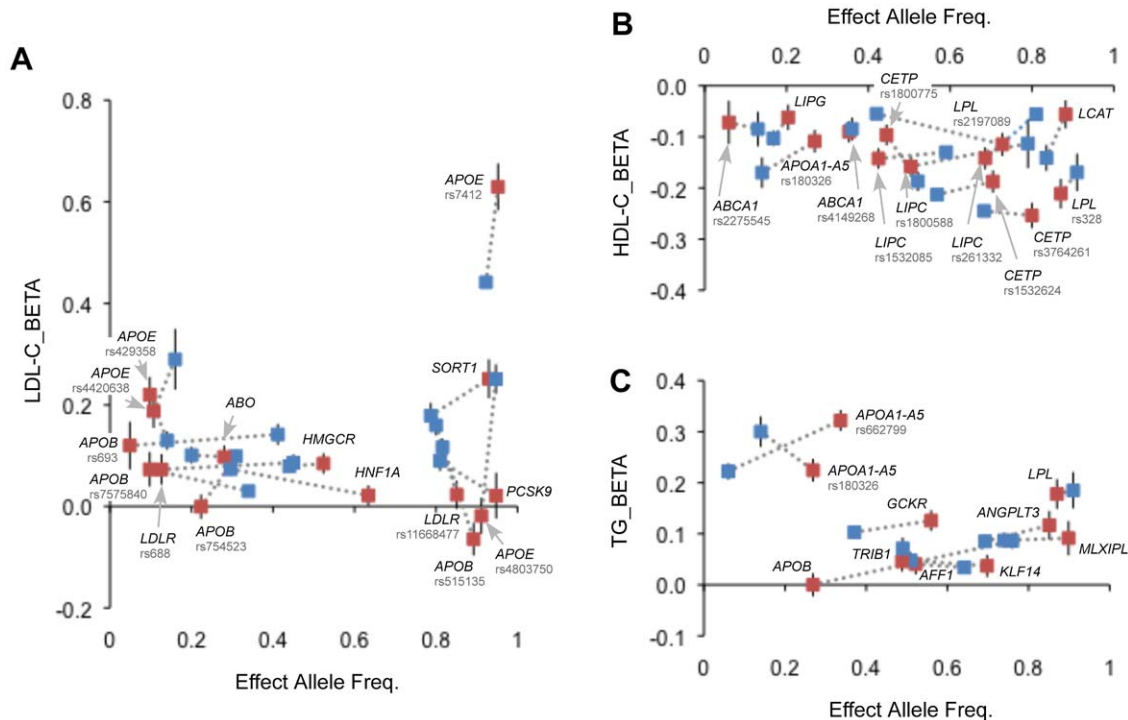 A
LDL-C_BETA
0.8
0.6
0.4
0.2
0.0
-0.2
0
0.2
0.4
0.6
0.8
1
Effect Allele Freq.
APOE
rs7412
APOE
rs429358
APOE
rs4420638
ABO
SORT1
APOB
rs693
HMGCR
HNF1A
APOB
rs7575840
PCSK9
LDLR
rs688
APOB
rs754523
LDLR
rs11668477
APOB
rs515135
APOE
rs4803750
B
Effect Allele Freq.
0
0.2
0.4
0.6
0.8
1
HDL-C_BETA
0.0
-0.1
-0.2
-0.3
-0.4
CETP
rs1800775
LIPG
LPL
rs2197089
LCAT
APOA1-A5
rs180326
ABCA1
rs2275545
ABCA1
rs4149268
LIPC
rs1800588
LPL
rs328
LIPC
rs1532085
LIPC
rs261332
CETP
rs3764261
CETP
rs1532624
C
TG_BETA
0.4
0.3
0.2
0.1
0.0
-0.1
APOA1-A5
rs662799
APOA1-A5
rs180326
GCKR
LPL
ANGPLT3
TRIB1
MLXIPL
APOB
AFF1
KLF14
0
0.2
0.4
0.6
0.8
1
Effect Allele Freq.